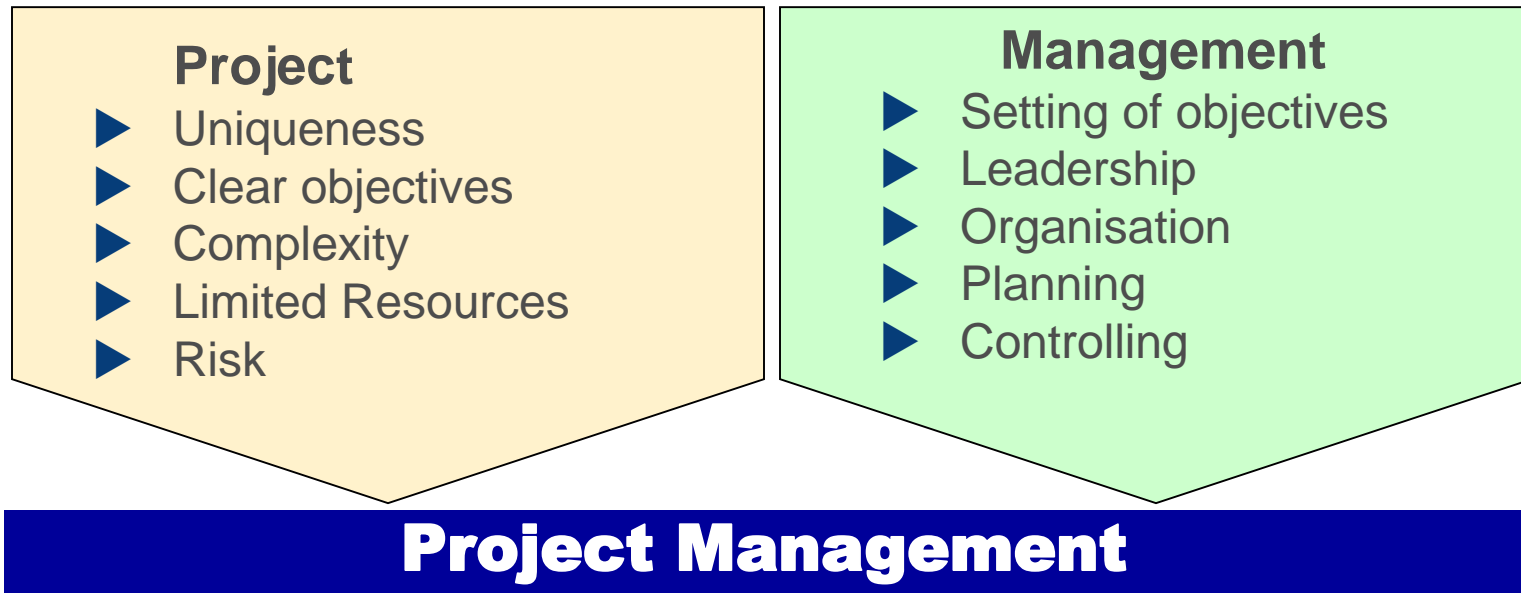 Project
Uniqueness
Clear objectives
Complexity
Limited Resources
Risk
Management
Setting of objectives
Leadership
Organisation
Planning
Controlling
Project Management